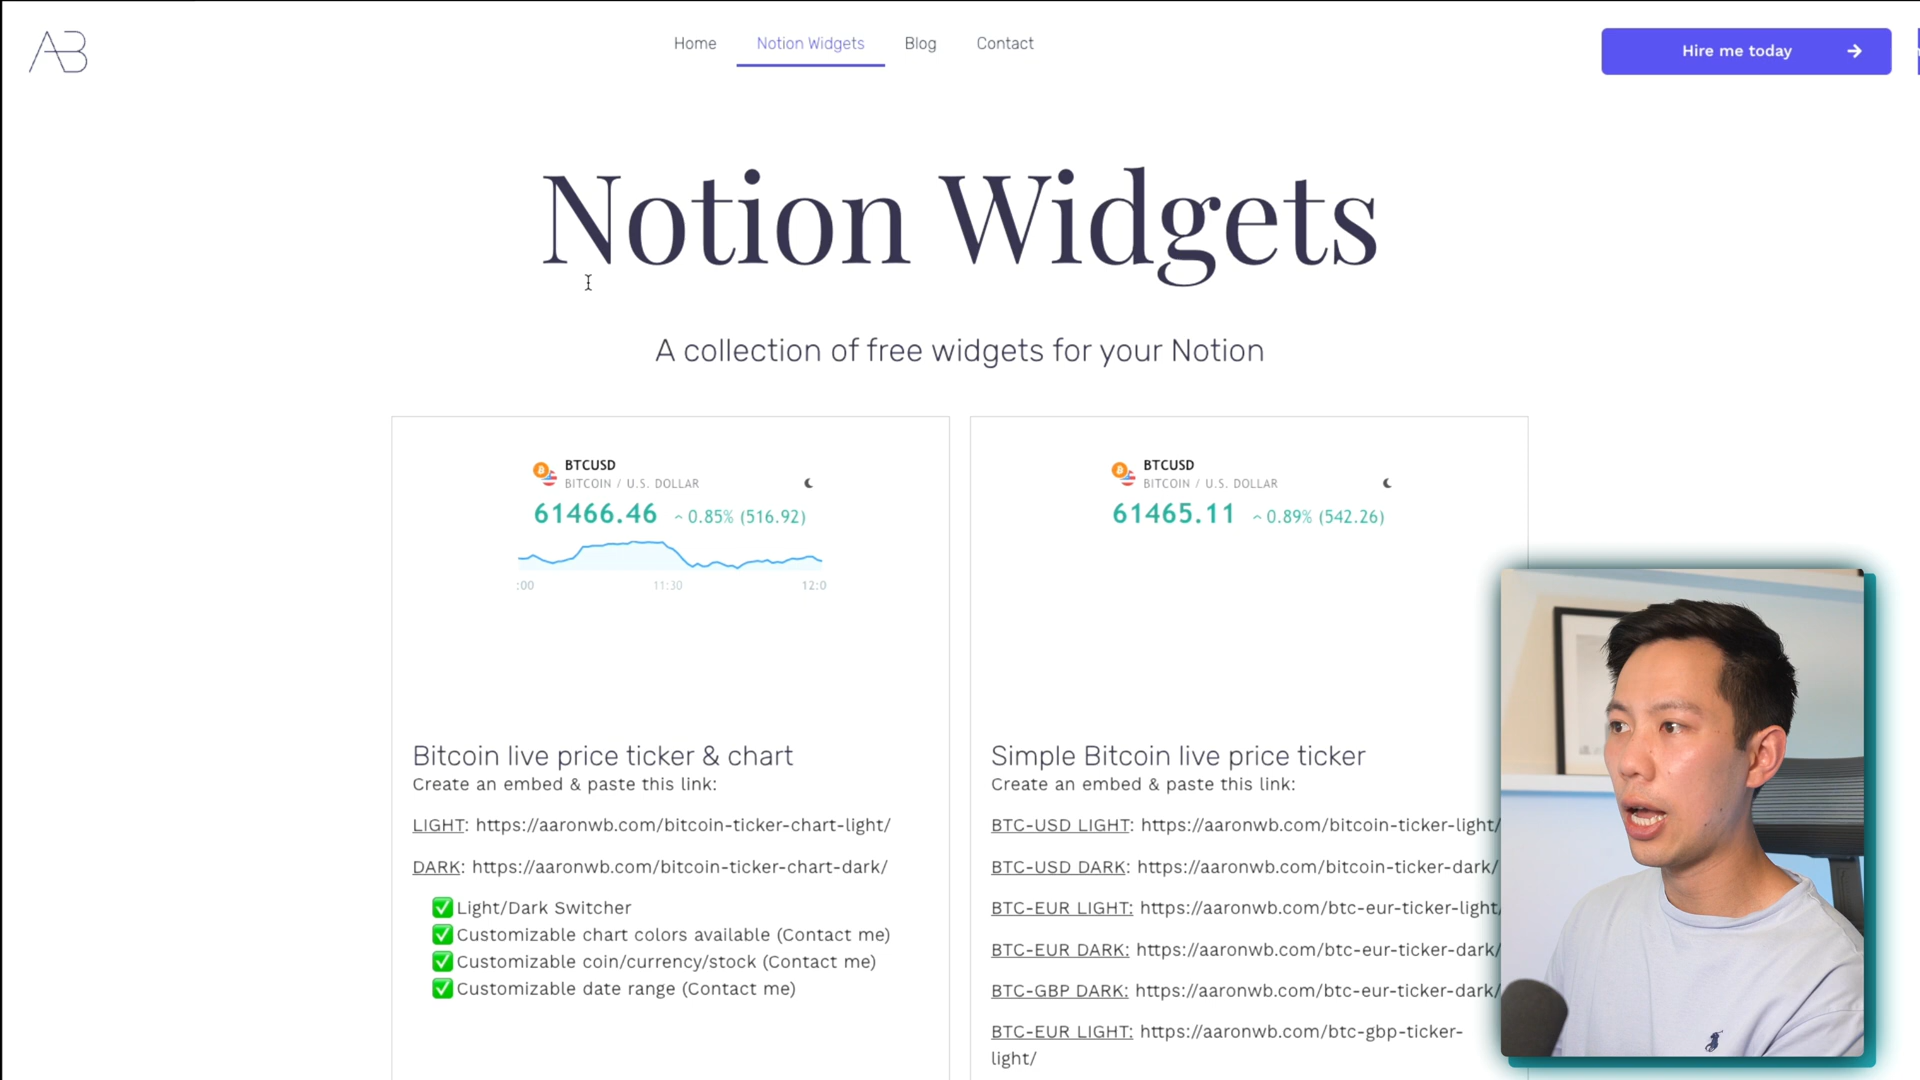 AB
Home
Notion Widgets
Blog
Contact
Hire me today
Notion Widgets
A collection of free widgets for your Notion
BTCUSD
BITCOIN / U.S. DOLLAR
61466.46 0.85% (516.92)
:00 11:30 12:0
Bitcoin live price ticker & chart
Create an embed & paste this link:
LIGHT: https://aaronwb.com/bitcoin-ticker-chart-light/
DARK: https://aaronwb.com/bitcoin-ticker-chart-dark/
✅ Light/Dark Switcher
✅ Customizable chart colors available (Contact me)
✅ Customizable coin/currency/stock (Contact me)
✅ Customizable date range (Contact me)
BTCUSD
BITCOIN / U.S. DOLLAR
61465.11 0.89% (542.26)
Simple Bitcoin live price ticker
Create an embed & paste this link:
BTC-USD LIGHT: https://aaronwb.com/bitcoin-ticker-light/
BTC-USD DARK: https://aaronwb.com/bitcoin-ticker-dark/
BTC-EUR LIGHT: https://aaronwb.com/btc-eur-ticker-light/
BTC-EUR DARK: https://aaronwb.com/btc-eur-ticker-dark/
BTC-GBP DARK: https://aaronwb.com/btc-eur-ticker-dark/
BTC-EUR LIGHT: https://aaronwb.com/btc-gbp-ticker-
light/